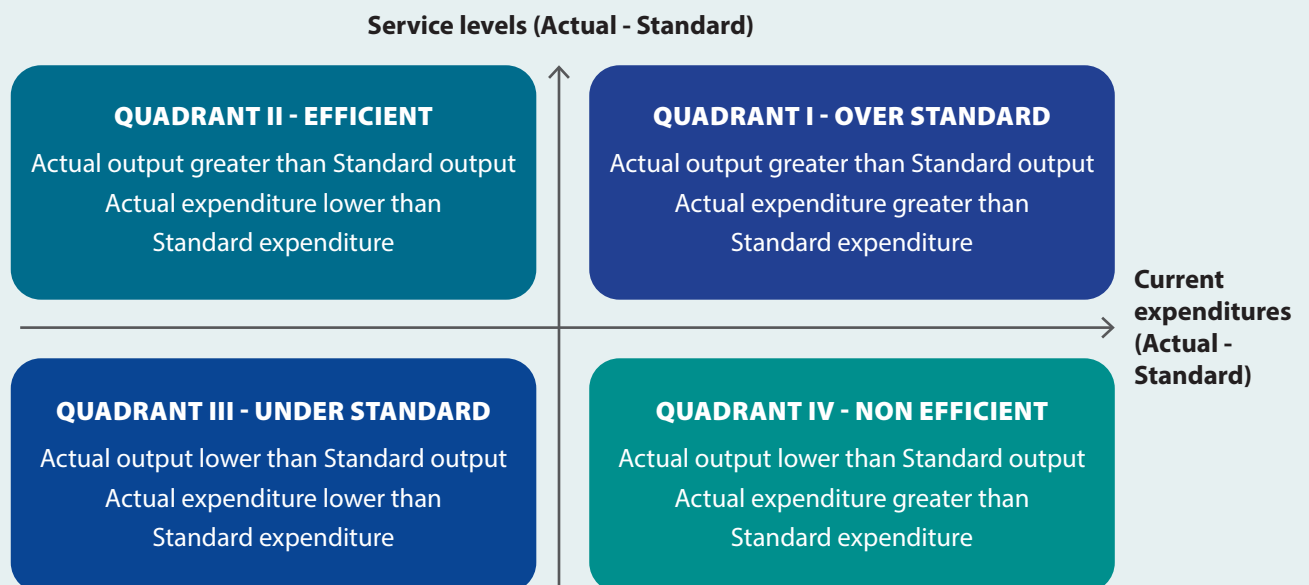 Service levels (Actual - Standard)
QUADRANT II - EFFICIENT
Actual output greater than Standard output
Actual expenditure lower than
Standard expenditure
QUADRANT I - OVER STANDARD
Actual output greater than Standard output
Actual expenditure greater than
Standard expenditure
Current
expenditures
(Actual -
Standard)
QUADRANT III - UNDER STANDARD
Actual output lower than Standard output
Actual expenditure lower than
Standard expenditure
QUADRANT IV - NON EFFICIENT
Actual output lower than Standard output
Actual expenditure greater than
Standard expenditure